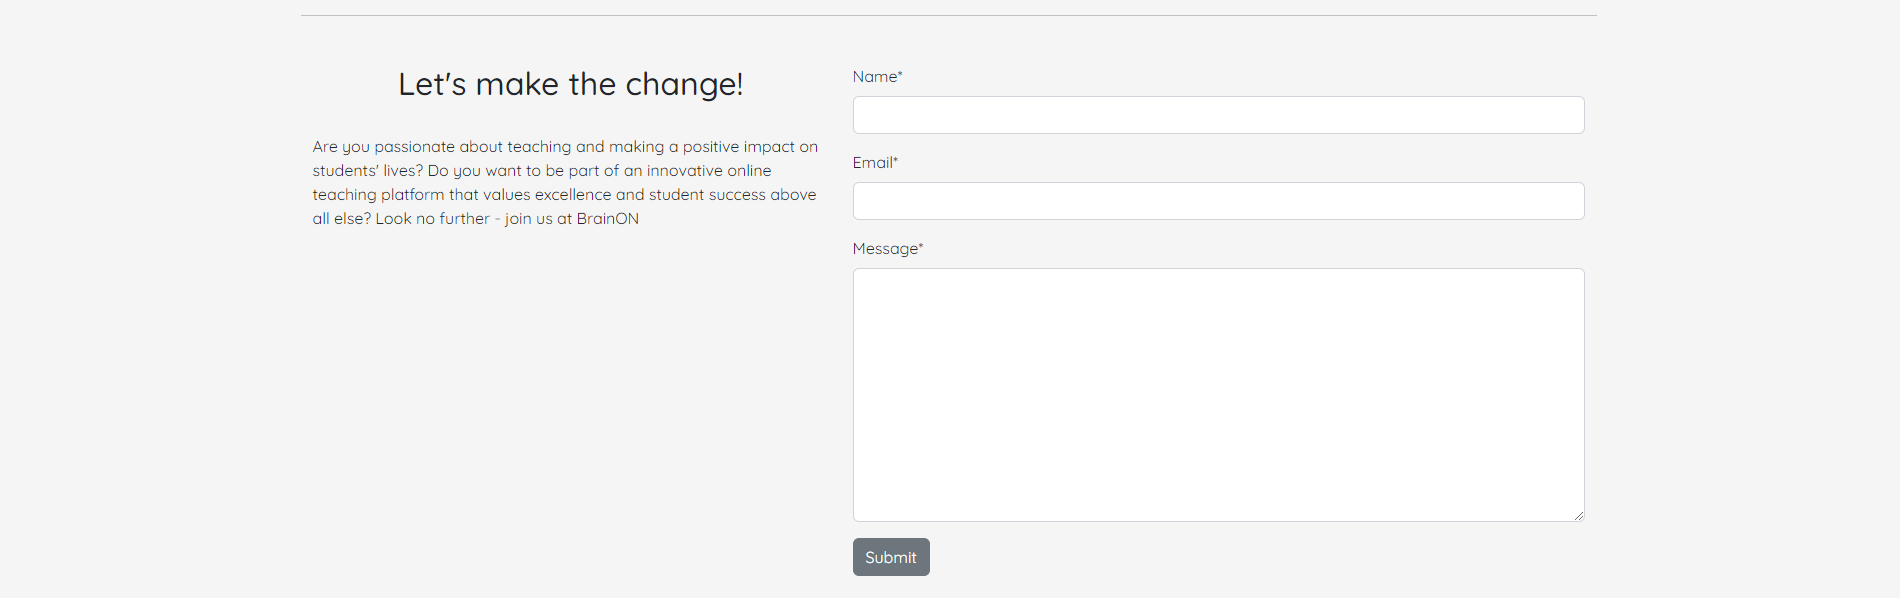 Let's make the change!
Are you passionate about teaching and making a positive impact on
students' lives? Do you want to be part of an innovative online
teaching platform that values excellence and student success above
all else? Look no further - join us at BrainON
Name*
Email*
Message*
Submit